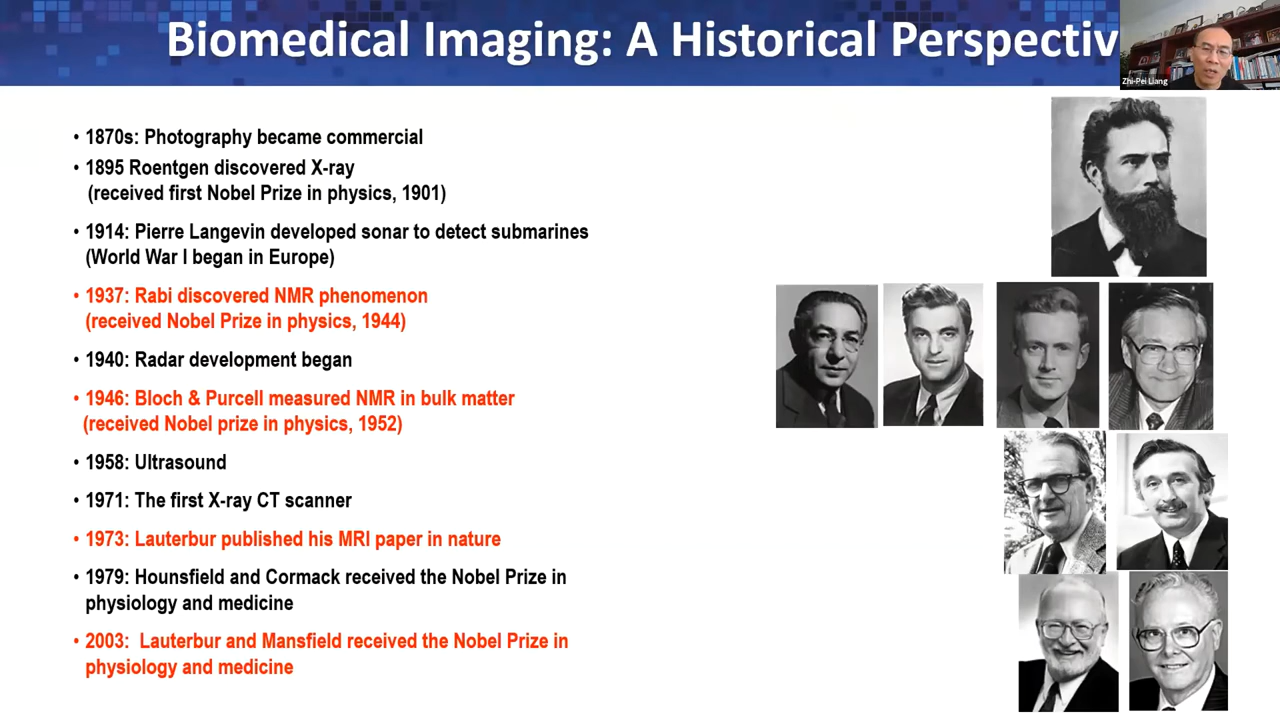 Biomedical Imaging: A Historical Perspectiv
Zhi-Pei Liang
• 1870s: Photography became commercial
• 1895 Roentgen discovered X-ray
(received first Nobel Prize in physics, 1901)
• 1914: Pierre Langevin developed sonar to detect submarines
(World War I began in Europe)
• 1937: Rabi discovered NMR phenomenon
(received Nobel Prize in physics, 1944)
• 1940: Radar development began
• 1946: Bloch & Purcell measured NMR in bulk matter
(received Nobel prize in physics, 1952)
• 1958: Ultrasound
• 1971: The first X-ray CT scanner
• 1973: Lauterbur published his MRI paper in nature
• 1979: Hounsfield and Cormack received the Nobel Prize in
physiology and medicine
• 2003: Lauterbur and Mansfield received the Nobel Prize in
physiology and medicine